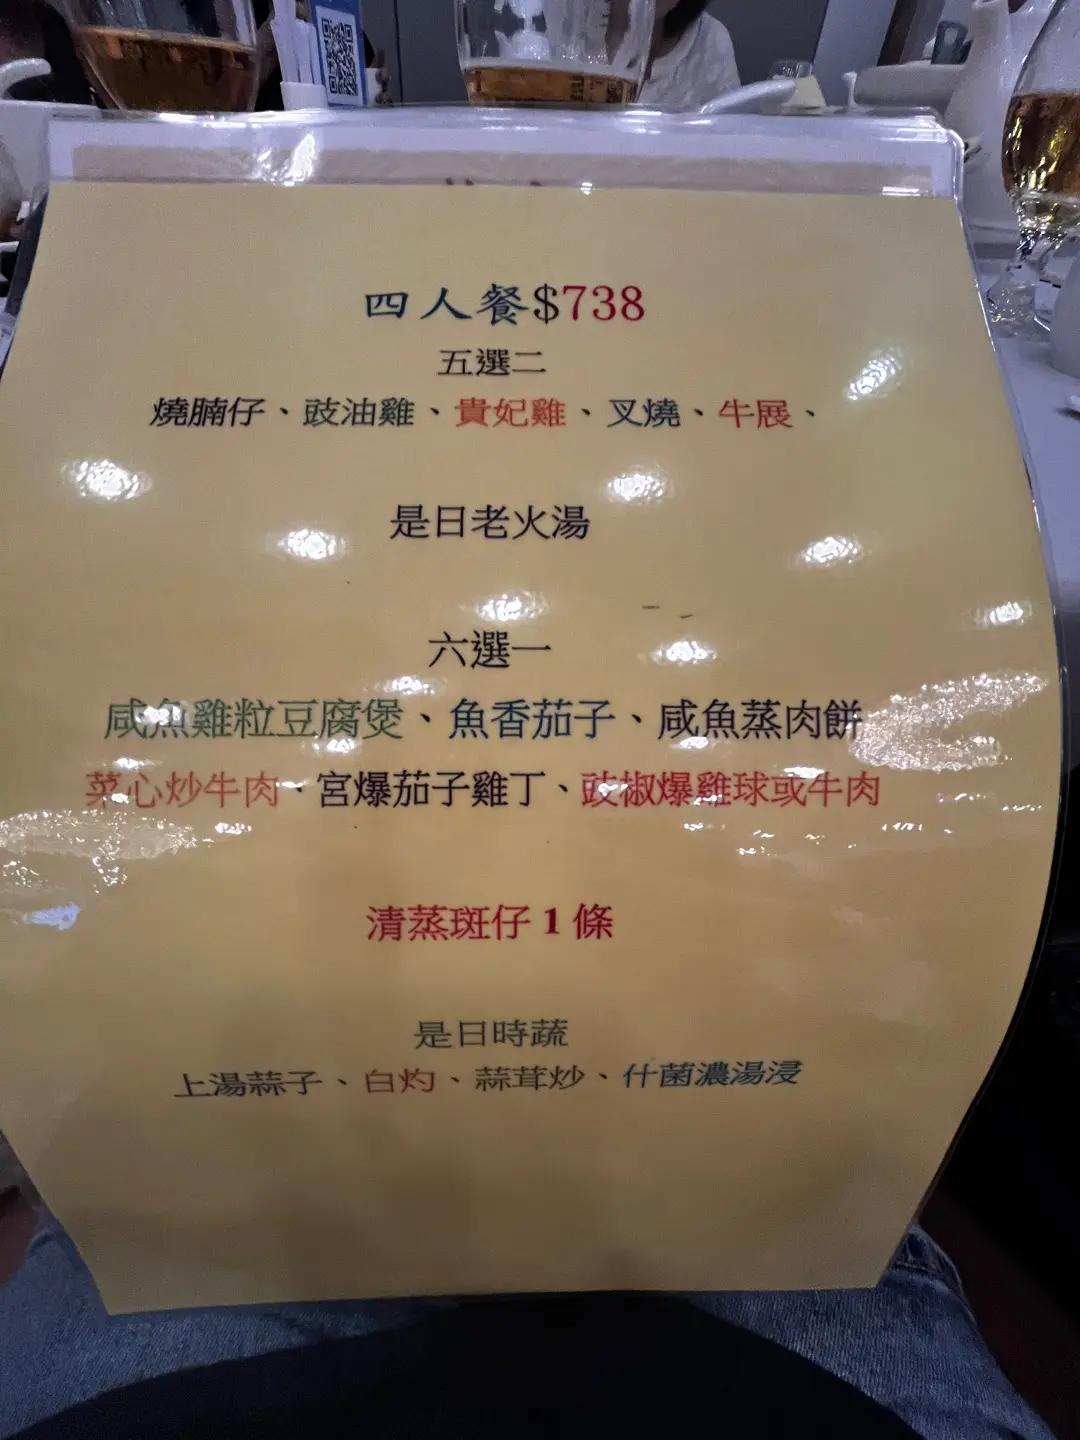 四人餐$738
五選二
燒腩仔、豉油雞、貴妃雞、叉燒、牛展、
是日老火湯
六選一
咸魚雞粒豆腐煲、魚香茄子、咸魚蒸肉餅
菜心炒牛肉、宮爆茄子雞丁、豉椒爆雞球或牛肉
清蒸斑仔 1 條
是日時蔬
上湯蒜子、白灼、蒜茸炒、什菌濃湯浸